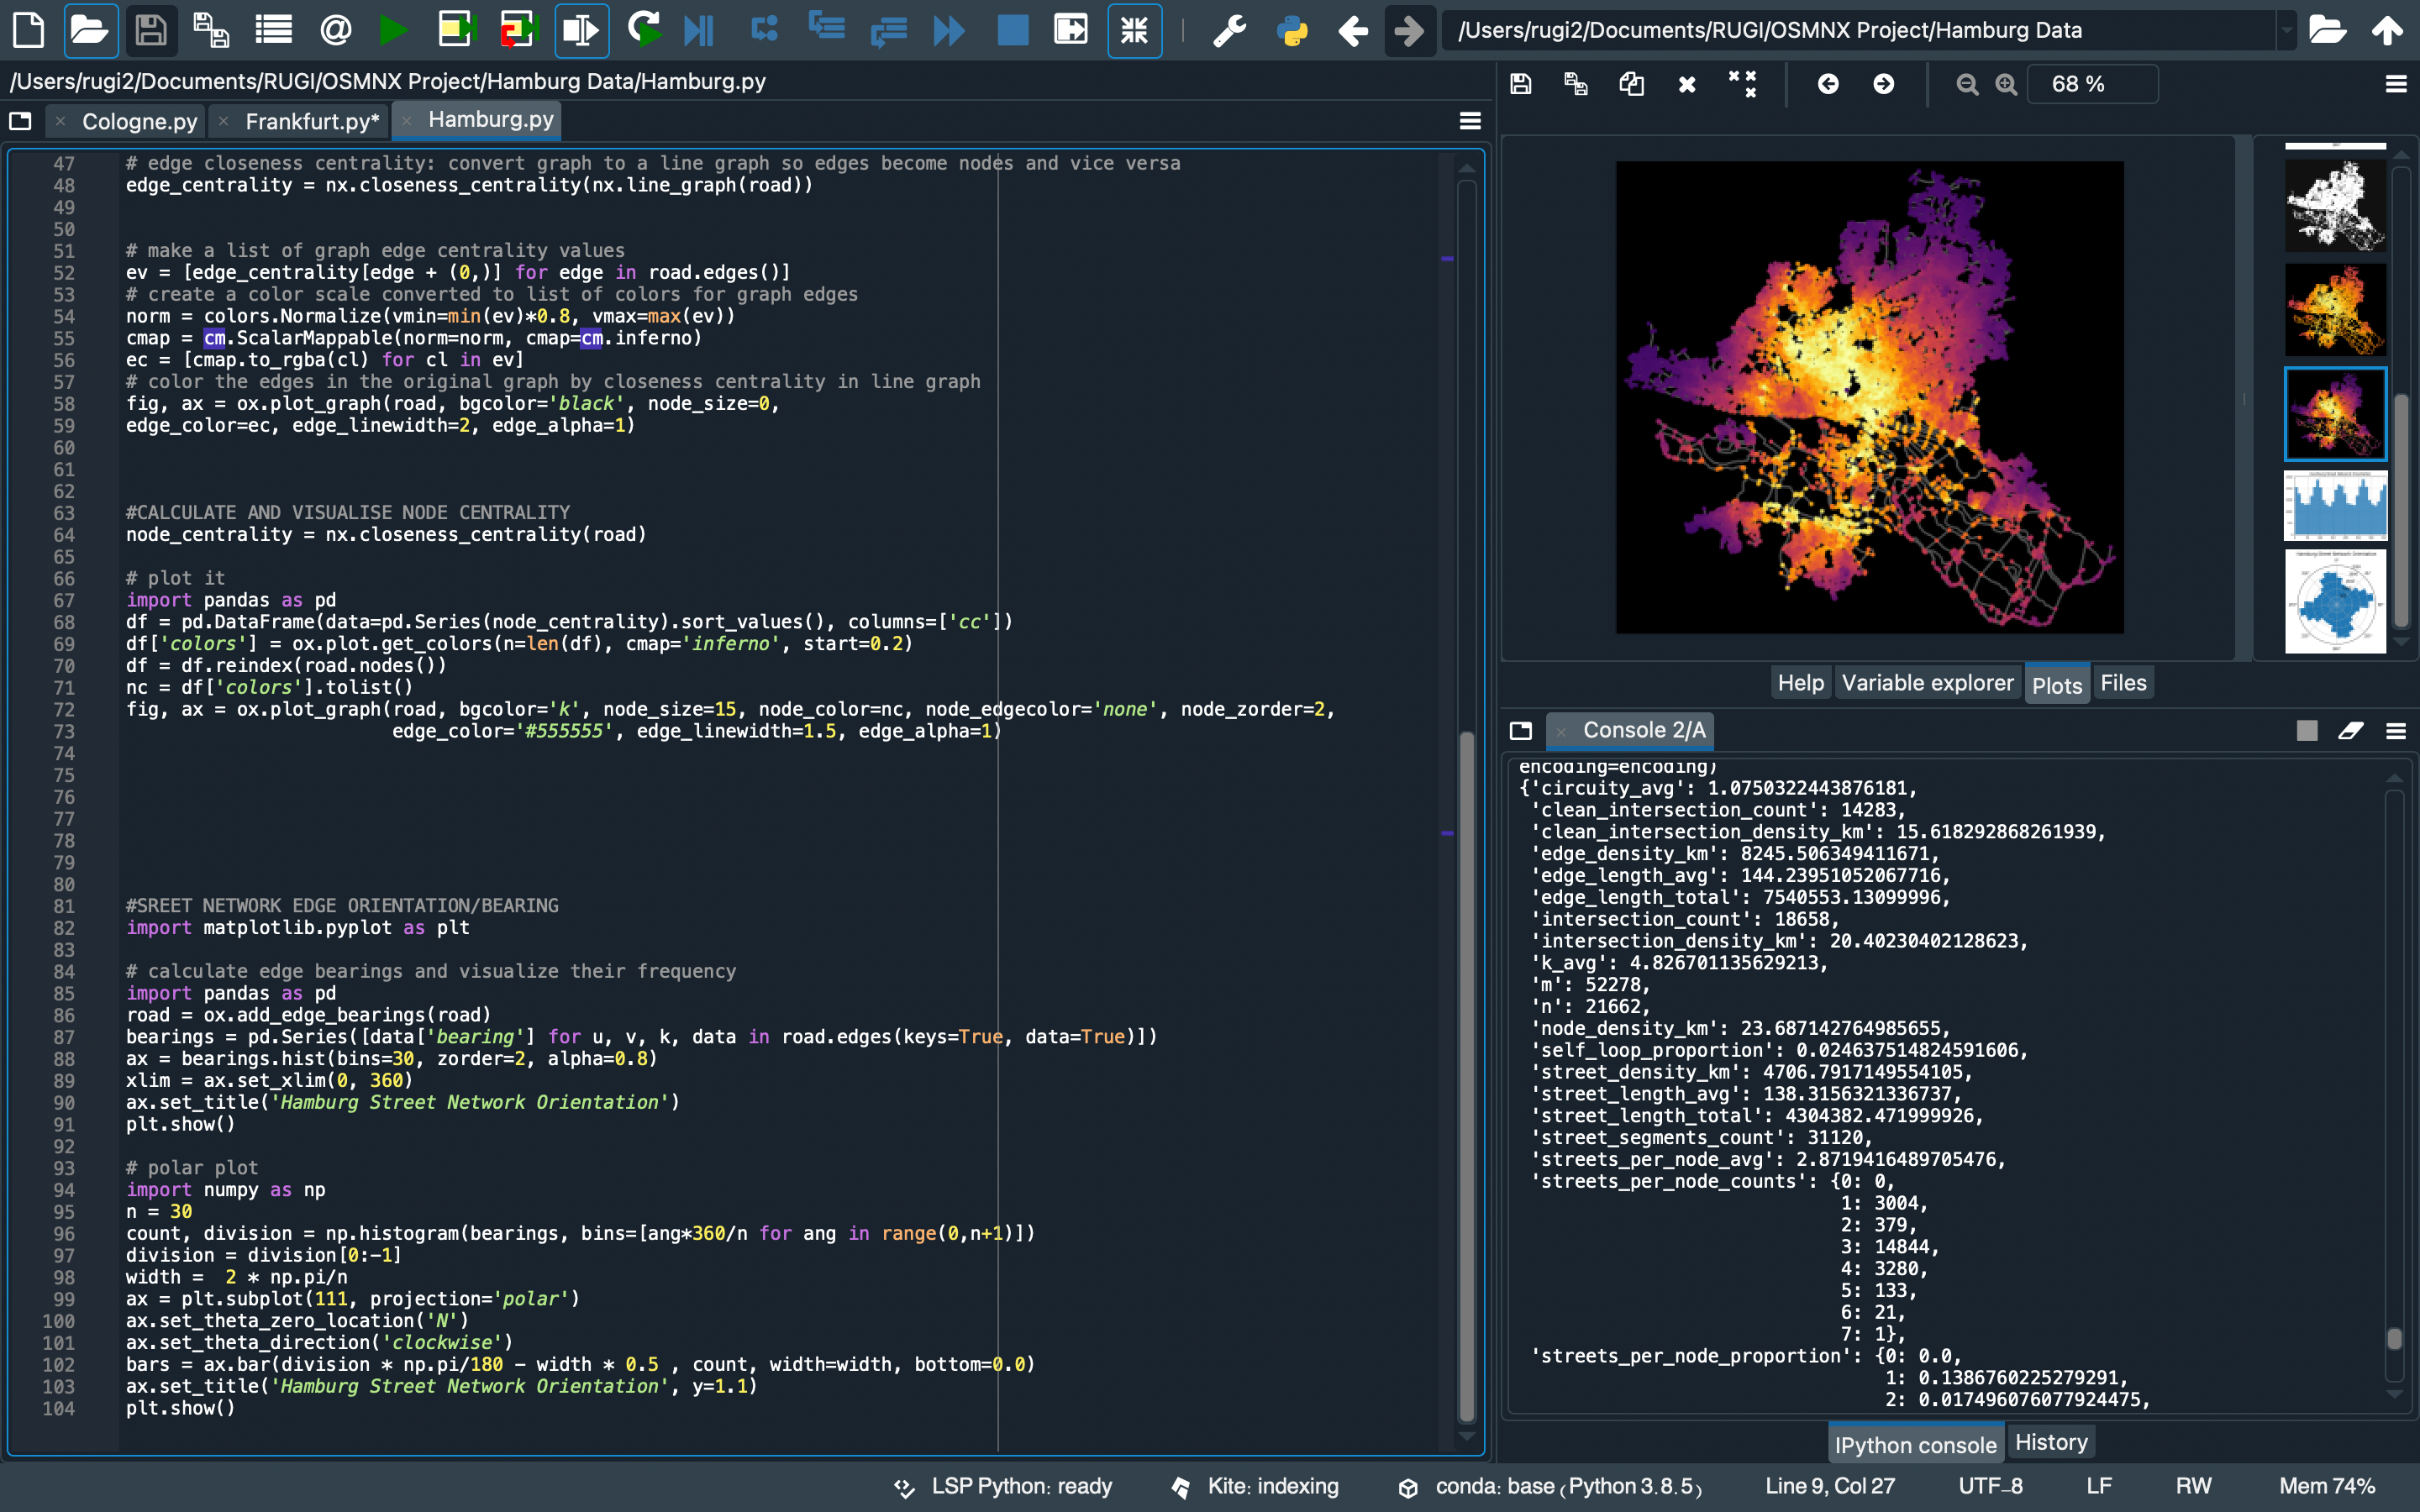 /Users/rugi2/Documents/RUGI/OSMNX Project/Hamburg Data
/Users/rugi2/Documents/RUGI/OSMNX Project/Hamburg Data/Hamburg.py
Cologne.py
Frankfurt.py*
Hamburg.py
47 # edge closeness centrality: convert graph to a line graph so edges become nodes and vice versa
48 edge_centrality = nx.closeness_centrality(nx.line_graph(road))
49
50
51 # make a list of graph edge centrality values
52 ev = [edge_centrality[edge + (0,)] for edge in road.edges()]
53 # create a color scale converted to list of colors for graph edges
54 norm = colors.Normalize(vmin=min(ev)*0.8, vmax=max(ev))
55 cmap = cm.ScalarMappable(norm=norm, cmap=cm.inferno)
56 ec = [cmap.to_rgba(cl) for cl in ev]
57 # color the edges in the original graph by closeness centrality in line graph
58 fig, ax = ox.plot_graph(road, bgcolor='black', node_size=0,
59 edge_color=ec, edge_linewidth=2, edge_alpha=1)
60
61
62
63 #CALCULATE AND VISUALISE NODE CENTRALITY
64 node_centrality = nx.closeness_centrality(road)
65
66 # plot it
67 import pandas as pd
68 df = pd.DataFrame(data=pd.Series(node_centrality).sort_values(), columns=['cc'])
69 df['colors'] = ox.plot.get_colors(n=len(df), cmap='inferno', start=0.2)
70 df = df.reindex(road.nodes())
71 nc = df['colors'].tolist()
72 fig, ax = ox.plot_graph(road, bgcolor='k', node_size=15, node_color=nc, node_edgecolor='none', node_zorder=2,
73 edge_color='#555555', edge_linewidth=1.5, edge_alpha=1)
74
75
76
77
78
79
80
81 #SREET NETWORK EDGE ORIENTATION/BEARING
82 import matplotlib.pyplot as plt
83
84 # calculate edge bearings and visualize their frequency
85 import pandas as pd
86 road = ox.add_edge_bearings(road)
87 bearings = pd.Series([data['bearing'] for u, v, k, data in road.edges(keys=True, data=True)])
88 ax = bearings.hist(bins=30, zorder=2, alpha=0.8)
89 xlim = ax.set_xlim(0, 360)
90 ax.set_title('Hamburg Street Network Orientation')
91 plt.show()
92
93 # polar plot
94 import numpy as np
95 n = 30
96 count, division = np.histogram(bearings, bins=[ang*360/n for ang in range(0,n+1)])
97 division = division[0:-1]
98 width =  2 * np.pi/n
99 ax = plt.subplot(111, projection='polar')
100 ax.set_theta_zero_location('N')
101 ax.set_theta_direction('clockwise')
102 bars = ax.bar(division * np.pi/180 - width * 0.5 , count, width=width, bottom=0.0)
103 ax.set_title('Hamburg Street Network Orientation', y=1.1)
104 plt.show()
68 %
Help
Variable explorer
Plots
Files
Console 2/A
encoding=encoding)
{'circuity_avg': 1.0750322443876181,
'clean_intersection_count': 14283,
'clean_intersection_density_km': 15.618292868261939,
'edge_density_km': 8245.506349411671,
'edge_length_avg': 144.23951052067716,
'edge_length_total': 7540553.13099996,
'intersection_count': 18658,
'intersection_density_km': 20.40230402128623,
'k_avg': 4.826701135629213,
'm': 52278,
'n': 21662,
'node_density_km': 23.687142764985655,
'self_loop_proportion': 0.024637514824591606,
'street_density_km': 4706.7917149554105,
'street_length_avg': 138.3156321336737,
'street_length_total': 4304382.471999926,
'street_segments_count': 31120,
'streets_per_node_avg': 2.8719416489705476,
'streets_per_node_counts': {0: 0,
1: 3004,
2: 379,
3: 14844,
4: 3280,
5: 133,
6: 21,
7: 1},
'streets_per_node_proportion': {0: 0.0,
1: 0.1386760225279291,
2: 0.017496076077924475,
IPython console
History
LSP Python: ready
Kite: indexing
conda: base (Python 3.8.5)
Line 9, Col 27
UTF-8
LF
RW
Mem 74%